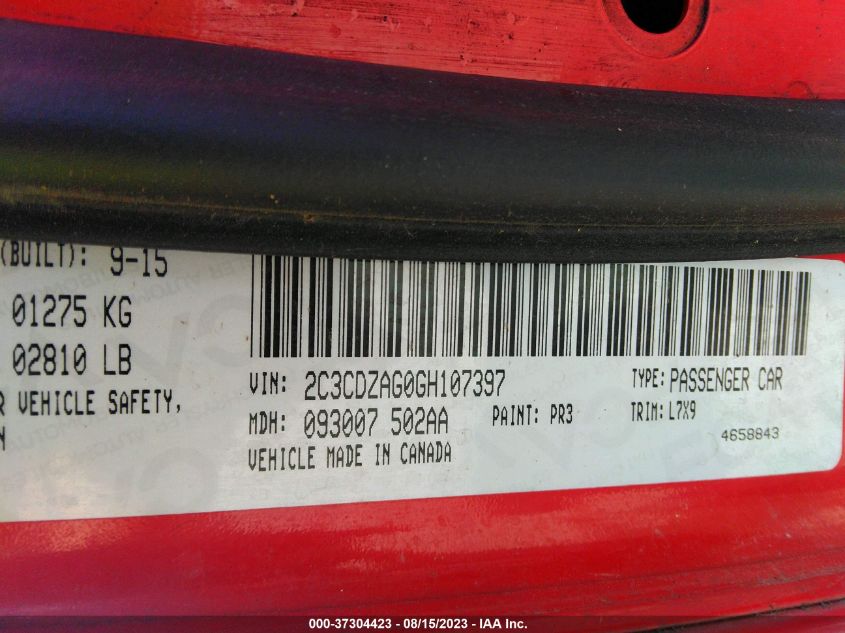 (BUILT): 9-15
01275 KG
02810 LB
R VEHICLE SAFETY,
N
VIN: 2C3CDZAG0GH107397
TYPE: PASSENGER CAR
MDH: 093007 502AA
PAINT: PR3
TRIM: L7X9
VEHICLE MADE IN CANADA
4658843
000-37304423 - 08/15/2023 - IAA Inc.